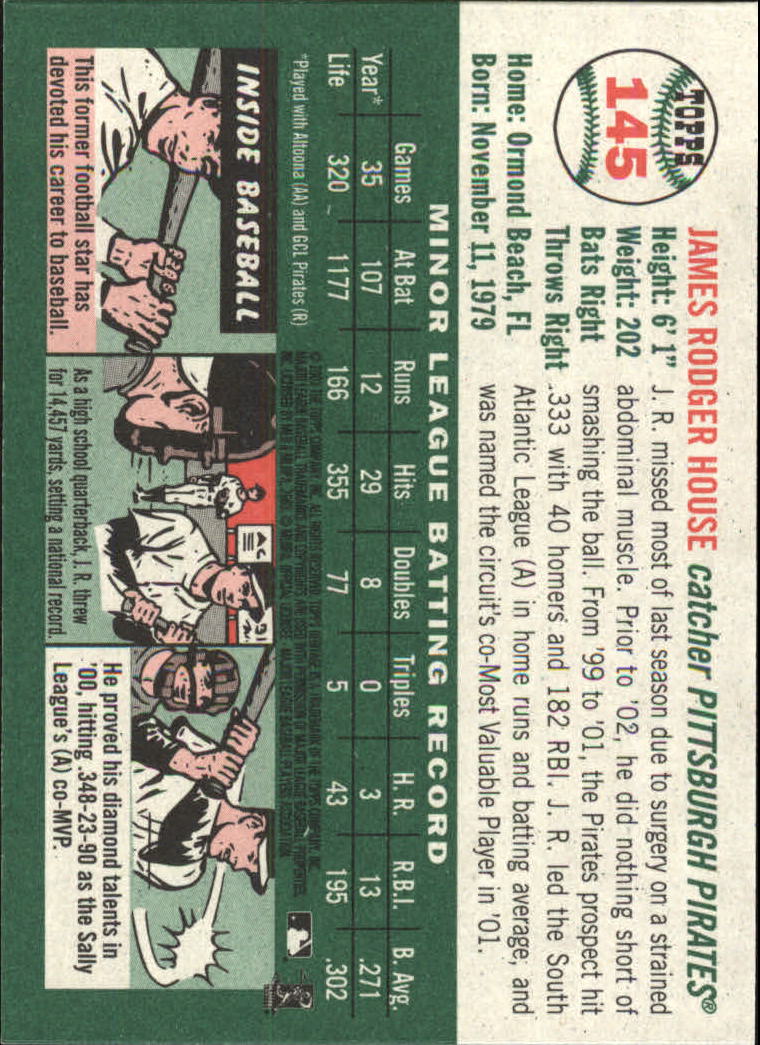 TOPPS
145
JAMES RODGER HOUSE catcher PITTSBURGH PIRATES®
Height: 6' 1"
Weight: 202
Bats Right
Throws Right
Home: Ormond Beach, FL
Born: November 11, 1979
J. R. missed most of last season due to surgery on a strained
abdominal muscle. Prior to '02, he did nothing short of
smashing the ball. From '99 to '01, the Pirates prospect hit
.333 with 40 homers and 182 RBI. J. R. led the South
Atlantic League (A) in home runs and batting average, and
was named the circuit's co-Most Valuable Player in '01.
MINOR LEAGUE BATTING RECORD
Games At Bat Runs Hits Doubles Triples H. R. R.B.I. B. Avg.
Year* 35 107 12 29 8 0 3 13 .271
Life 320 1177 166 355 77 5 43 195 .302
*Played with Altoona (AA) and GCL Pirates (R)
INSIDE BASEBALL
This former football star has
devoted his career to baseball.
As a high school quarterback, J. R. threw
for 14,457 yards, setting a national record.
He proved his diamond talents in
'00, hitting .348-23-90 as the Sally
League's (A) co-MVP.